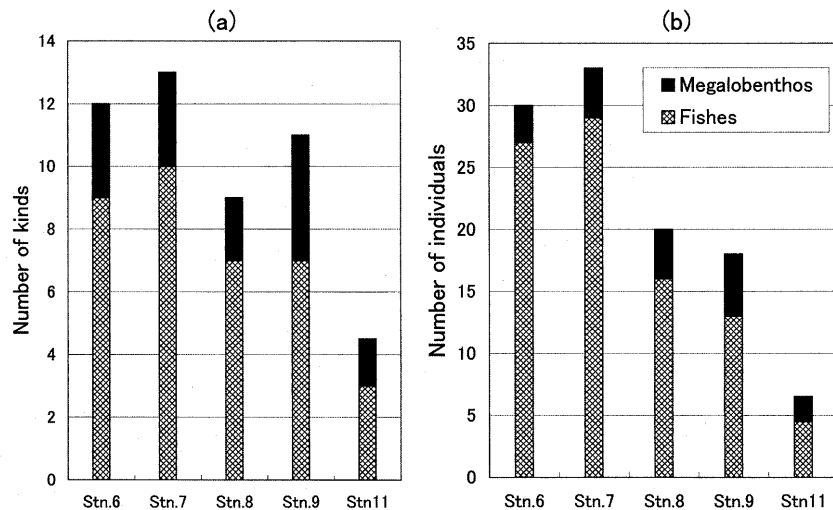 (a)
Number of kinds
14
12
10
8
6
4
2
0
Stn.6 Stn.7 Stn.8 Stn.9 Stn11
(b)
Number of individuals
35
30
25
20
15
10
5
0
Megalobenthos
Fishes
Stn.6 Stn.7 Stn.8 Stn.9 Stn11